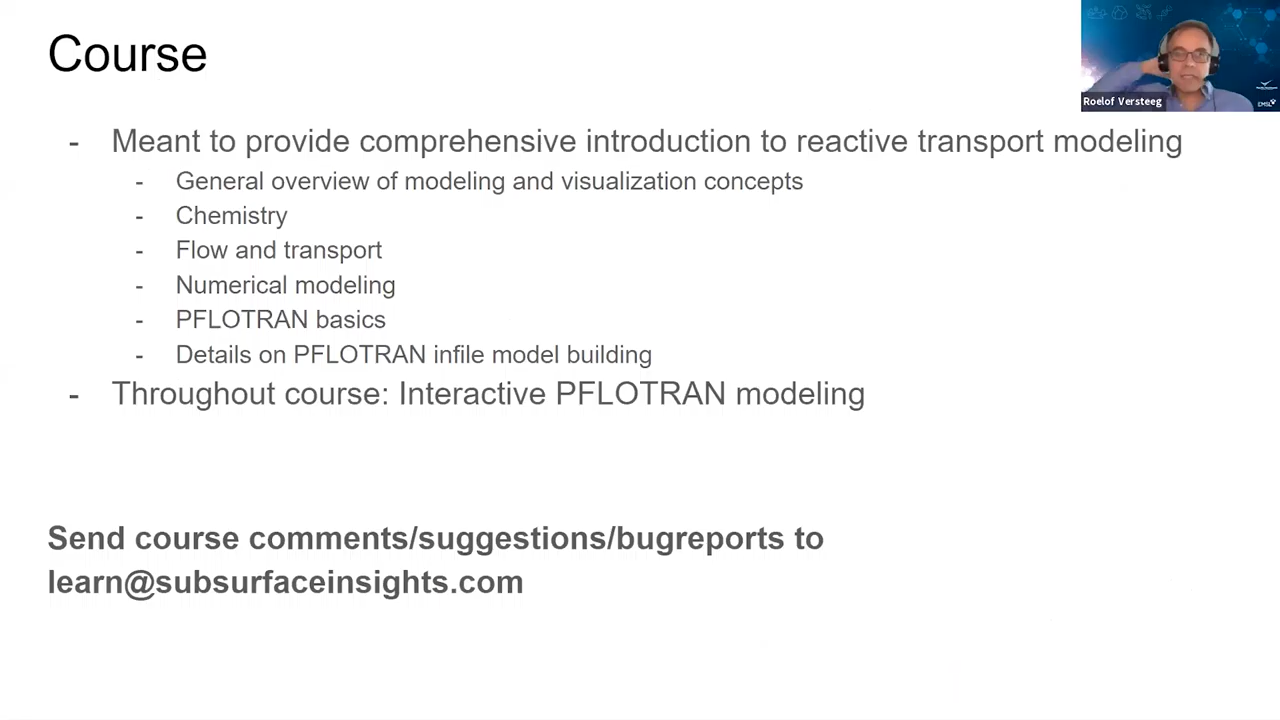 Course
Roelof Versteeg
EMSL
- Meant to provide comprehensive introduction to reactive transport modeling
- General overview of modeling and visualization concepts
- Chemistry
- Flow and transport
- Numerical modeling
- PFLOTRAN basics
- Details on PFLOTRAN infile model building
- Throughout course: Interactive PFLOTRAN modeling
Send course comments/suggestions/bugreports to
learn@subsurfaceinsights.com